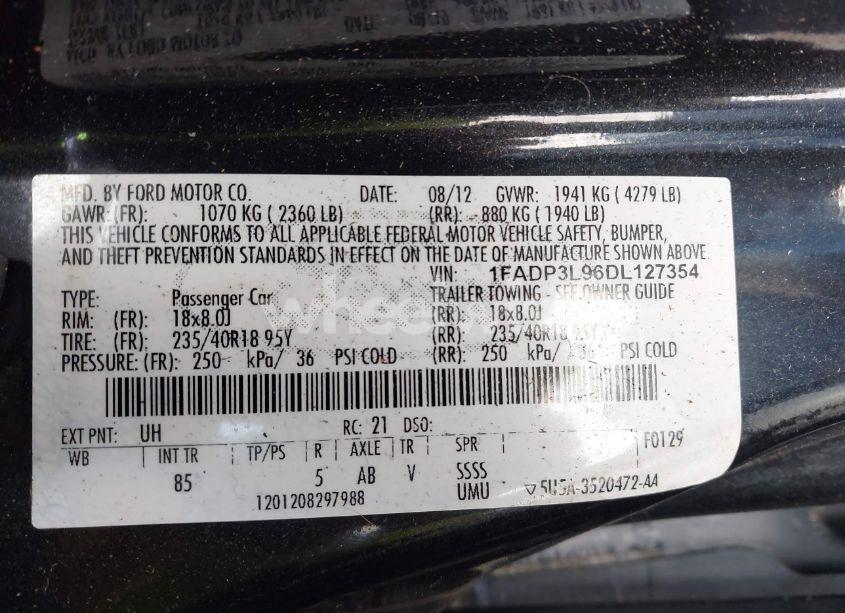 MFD. BY FORD MOTOR CO. DATE: 08/12 GVWR: 1941 KG ( 4279 LB)
GAWR: (FR): 1070 KG ( 2360 LB) (RR): 880 KG ( 1940 LB)
THIS VEHICLE CONFORMS TO ALL APPLICABLE FEDERAL MOTOR VEHICLE SAFETY, BUMPER,
AND THEFT PREVENTION STANDARDS IN EFFECT ON THE DATE OF MANUFACTURE SHOWN ABOVE.
VIN: 1FADP3L96DL127354
TYPE: Passenger Car TRAILER TOWING - SEE OWNER GUIDE
RIM: (FR): 18x8.0J (RR): 18x8.0J
TIRE: (FR): 235/40R18 95Y (RR): 235/40R18 95Y
PRESSURE: (FR): 250 kPa/ 36 PSI COLD (RR): 250 kPa/ 36 PSI COLD
EXT PNT: UH RC: 21 DSO: F0129
WB INT TR TP/PS R AXLE TR SPR
85 5 AB V SSSS
UMU
1201208297988 5U5A-3520472-AA